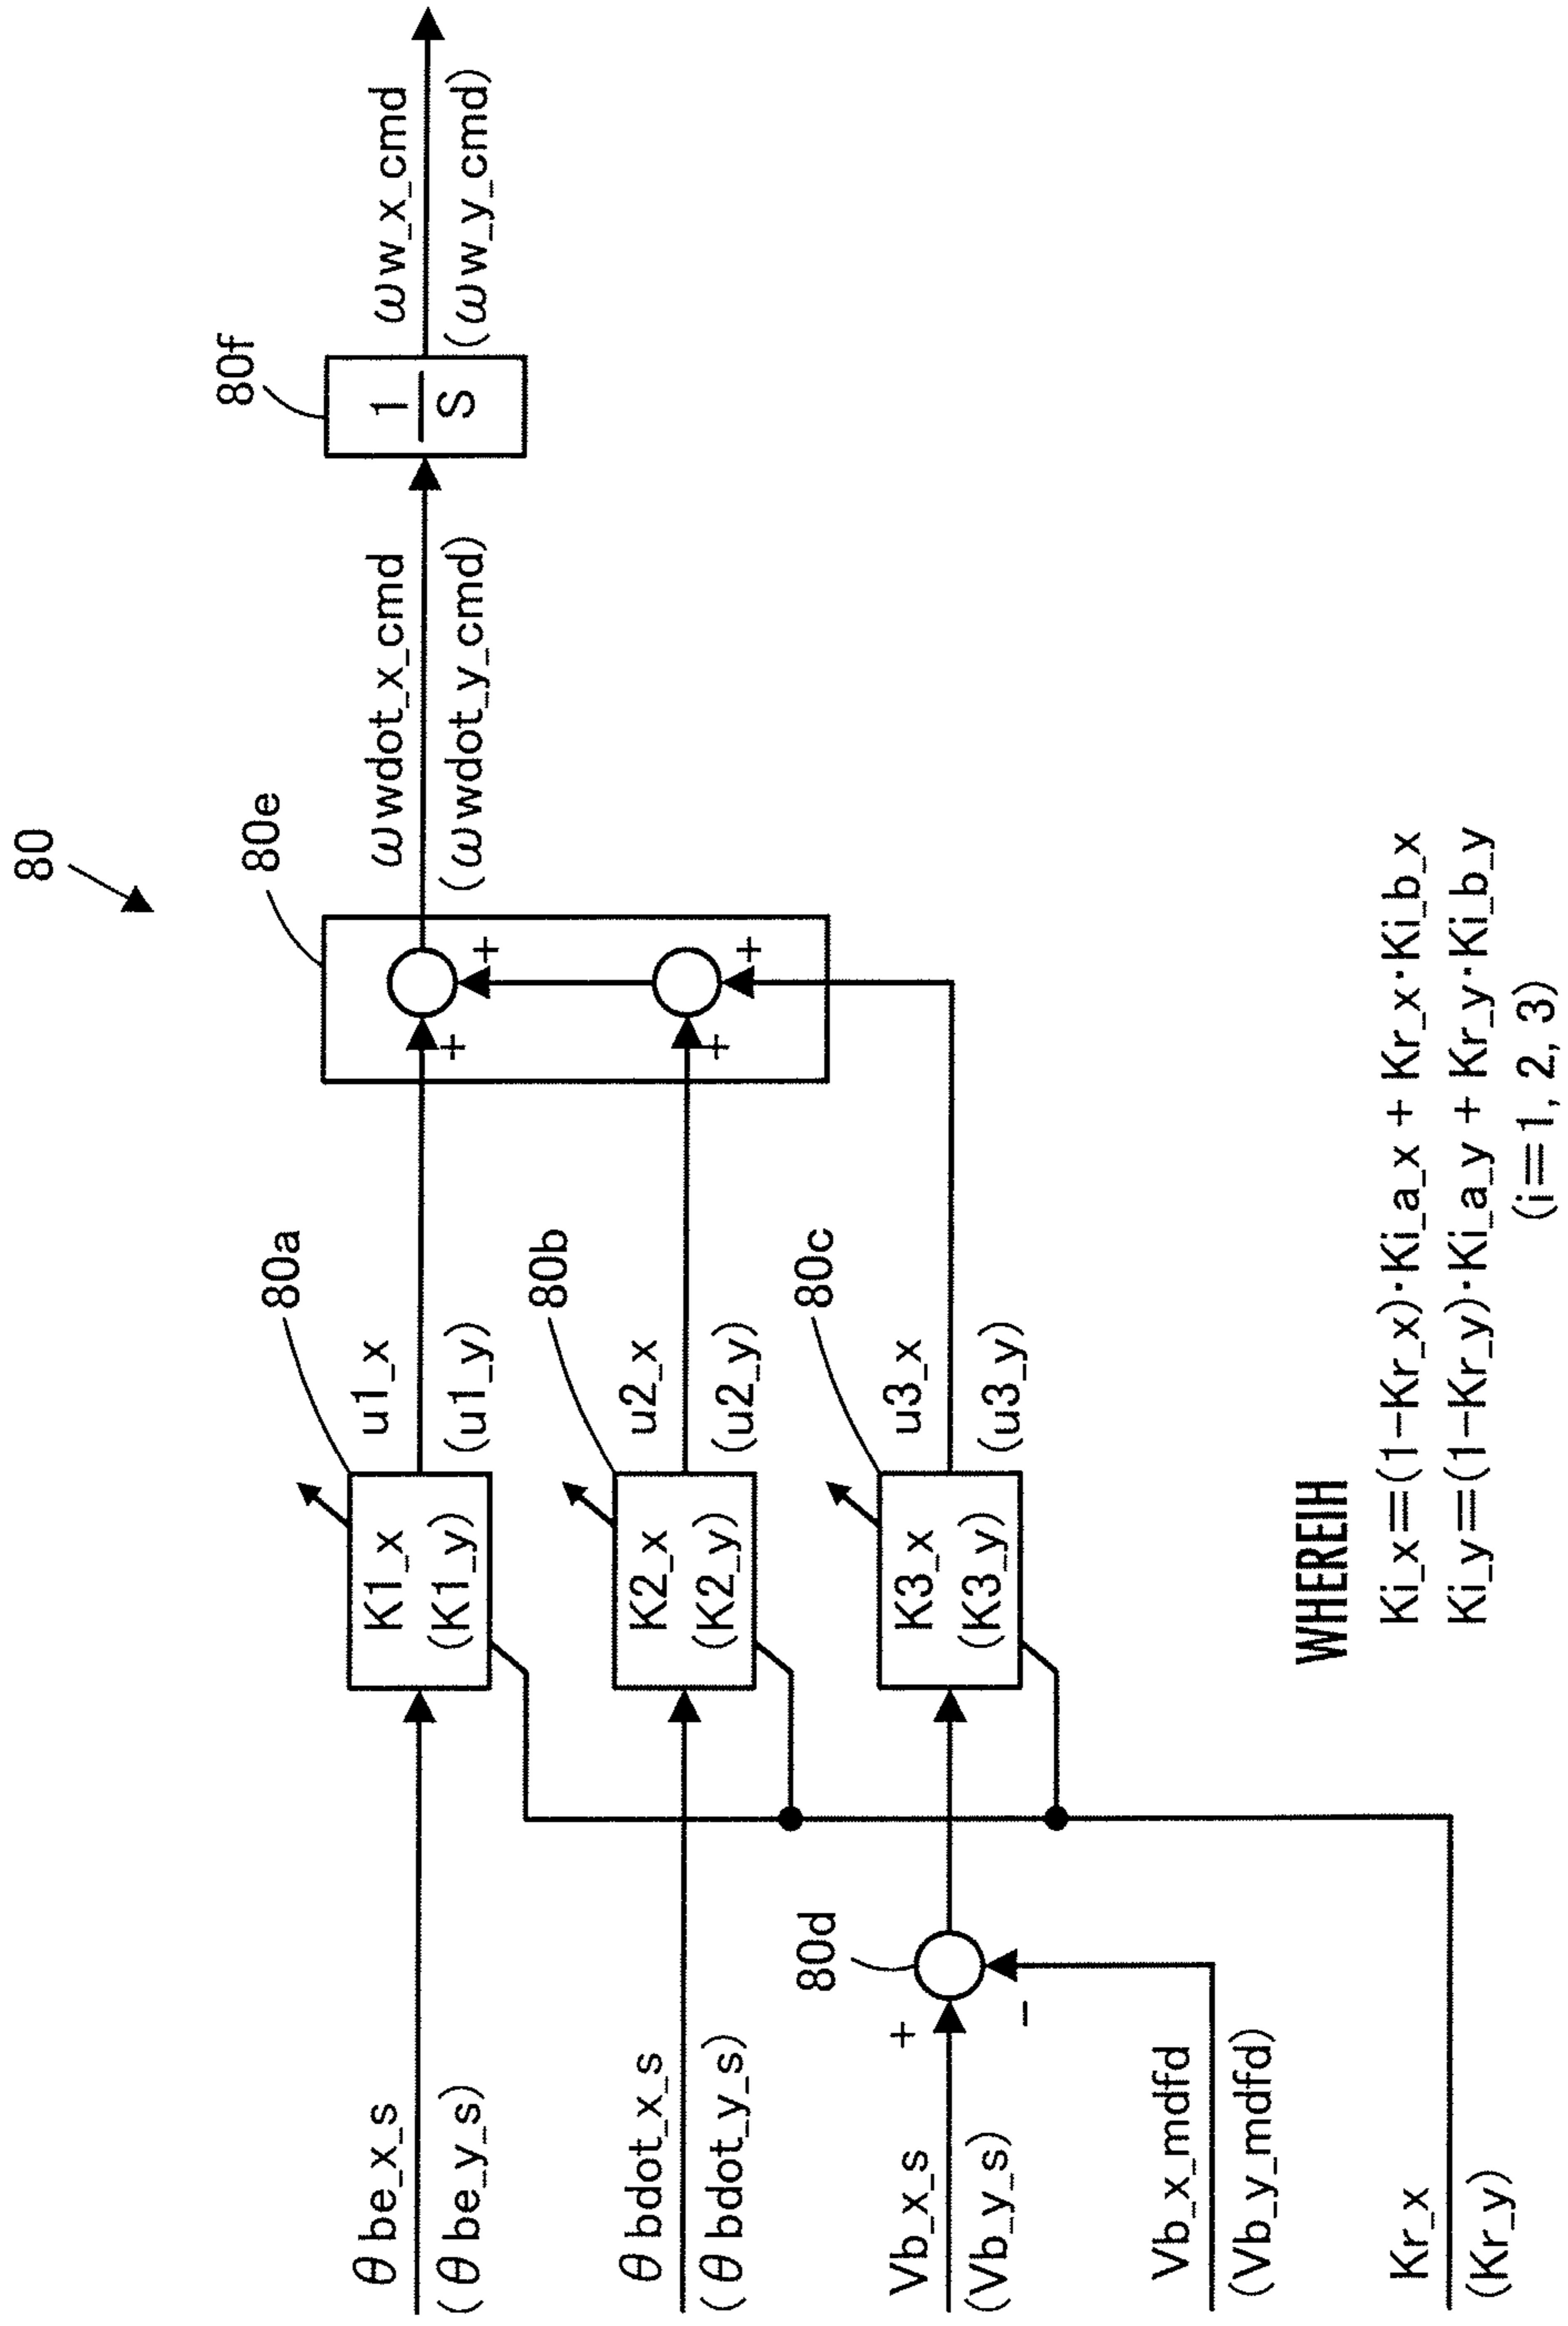 80
80a
80b
80c
80d
80e
80f
θbe_x_s
(θbe_y_s)
K1_x
(K1_y)
u1_x
(u1_y)
+
+
ωwdot_x_cmd
(ωwdot_y_cmd)
1
S
ωw_x_cmd
(ωw_y_cmd)
θbdot_x_s
(θbdot_y_s)
K2_x
(K2_y)
u2_x
(u2_y)
+
+
Vb_x_s
(Vb_y_s)
+
-
K3_x
(K3_y)
u3_x
(u3_y)
Vb_x_mdfd
(Vb_y_mdfd)
Kr_x
(Kr_y)
WHEREIH
Ki_x=(1-Kr_x)·Ki_a_x + Kr_x·Ki_b_x
Ki_y=(1-Kr_y)·Ki_a_y + Kr_y·Ki_b_y
(i=1, 2, 3)